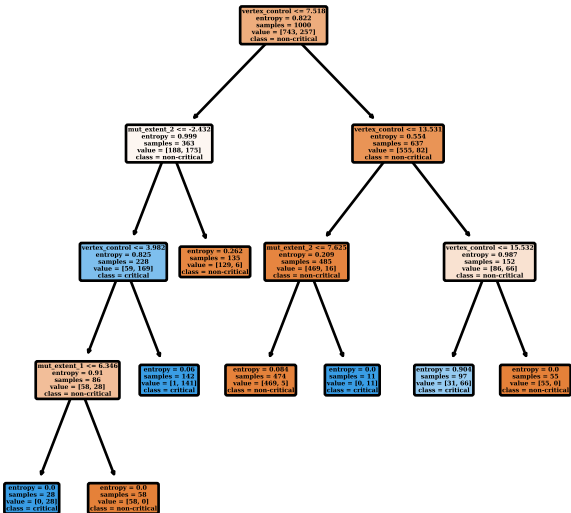 vertex_control <= 7.518
entropy = 0.822
samples = 1000
value = [743, 257]
class = non-critical
mut_extent_2 <= -2.432
entropy = 0.999
samples = 363
value = [188, 175]
class = non-critical
vertex_control <= 13.531
entropy = 0.554
samples = 637
value = [555, 82]
class = non-critical
vertex_control <= 3.982
entropy = 0.825
samples = 228
value = [59, 169]
class = critical
entropy = 0.262
samples = 135
value = [129, 6]
class = non-critical
mut_extent_2 <= 7.625
entropy = 0.209
samples = 485
value = [469, 16]
class = non-critical
vertex_control <= 15.532
entropy = 0.987
samples = 152
value = [86, 66]
class = non-critical
mut_extent_1 <= 6.346
entropy = 0.91
samples = 86
value = [58, 28]
class = non-critical
entropy = 0.06
samples = 142
value = [1, 141]
class = critical
entropy = 0.084
samples = 474
value = [469, 5]
class = non-critical
entropy = 0.0
samples = 11
value = [0, 11]
class = critical
entropy = 0.904
samples = 97
value = [31, 66]
class = critical
entropy = 0.0
samples = 55
value = [55, 0]
class = non-critical
entropy = 0.0
samples = 28
value = [0, 28]
class = critical
entropy = 0.0
samples = 58
value = [58, 0]
class = non-critical